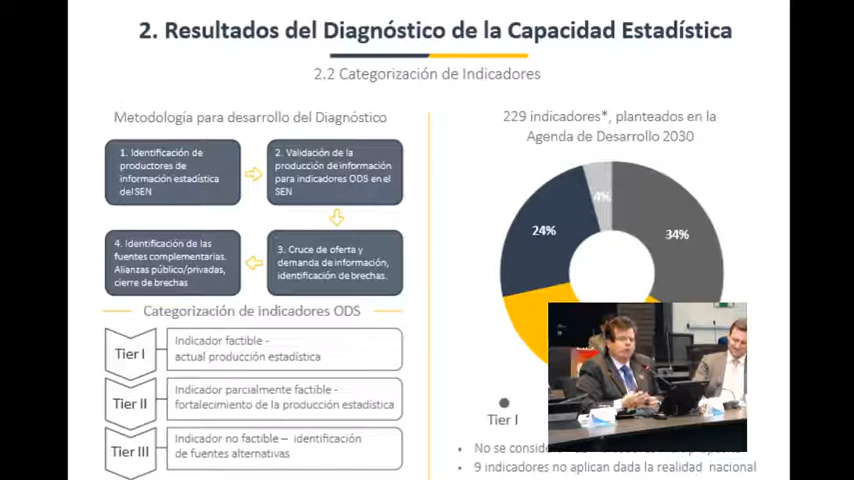 2. Resultados del Diagnóstico de la Capacidad Estadística
2.2 Categorización de Indicadores
Metodología para desarrollo del Diagnóstico
1. Identificación de
productores de
información estadística
del SEN
2. Validación de la
producción de información
para indicadores ODS en el
SEN
3. Cruce de oferta y
demanda de información,
identificación de brechas.
4. Identificación de las
fuentes complementarias.
Alianzas público/privadas,
cierre de brechas
Categorización de indicadores ODS
Tier I
Indicador factible -
actual producción estadística
Tier II
Indicador parcialmente factible -
fortalecimiento de la producción estadística
Tier III
Indicador no factible – identificación
de fuentes alternativas
229 indicadores*, planteados en la
Agenda de Desarrollo 2030
4%
24%
34%
Tier I
• No se
• 9 indicadores no aplican dada la realidad nacional